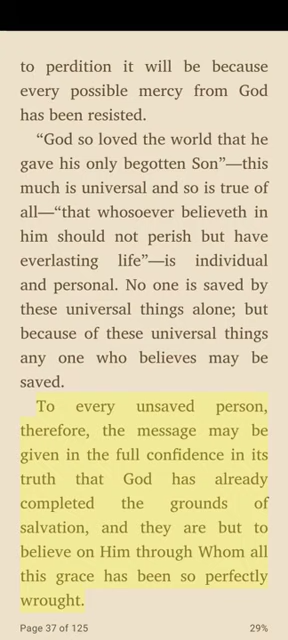 to perdition it will be because
every possible mercy from God
has been resisted.
“God so loved the world that he
gave his only begotten Son”—this
much is universal and so is true of
all—“that whosoever believeth in
him should not perish but have
everlasting life”—is individual
and personal. No one is saved by
these universal things alone; but
because of these universal things
any one who believes may be
saved.
To every unsaved person,
therefore, the message may be
given in the full confidence in its
truth that God has already
completed the grounds of
salvation, and they are but to
believe on Him through Whom all
this grace has been so perfectly
wrought.
Page 37 of 125 29%